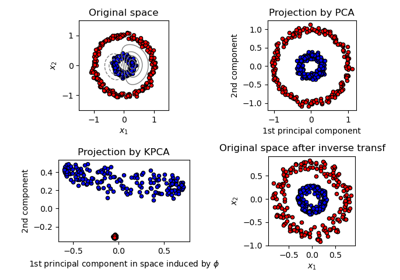 Original space
1
0
−1
x₂
−1 0 1
x₁
Projection by PCA
1.0
0.5
0.0
−0.5
−1.0
2nd component
−1 0 1
1st principal component
Projection by KPCA
0.4
0.2
0.0
−0.2
2nd component
−0.5 0.0 0.5
1st principal component in space induced by ϕ
Original space after inverse transf
0.5
0.0
−0.5
−1.0
x₂
−0.5 0.0 0.5
x₁